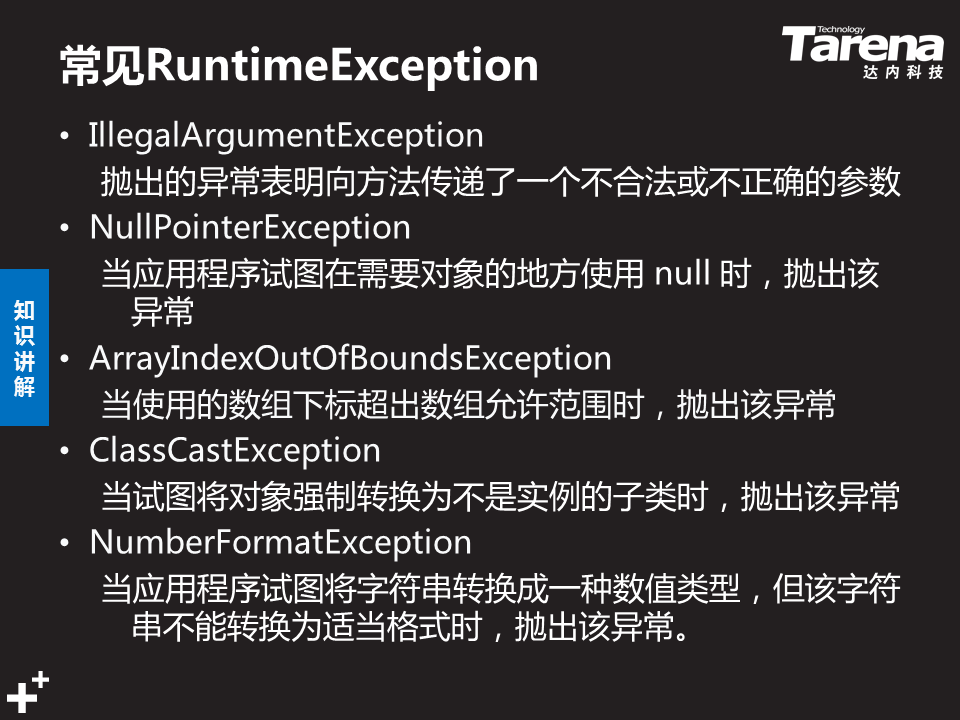 常见RuntimeException
Technology
Tarena
达内科技
• IllegalArgumentException
抛出的异常表明向方法传递了一个不合法或不正确的参数
• NullPointerException
当应用程序试图在需要对象的地方使用 null 时，抛出该
异常
• ArrayIndexOutOfBoundsException
当使用的数组下标超出数组允许范围时，抛出该异常
• ClassCastException
当试图将对象强制转换为不是实例的子类时，抛出该异常
• NumberFormatException
当应用程序试图将字符串转换成一种数值类型，但该字符
串不能转换为适当格式时，抛出该异常。
知
识
讲
解
++